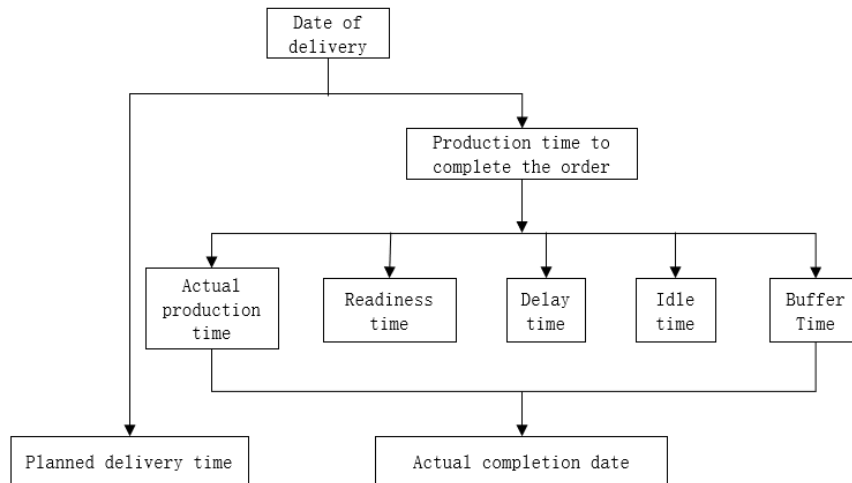 Date of
delivery
Production time to
complete the order
Actual
production
time
Readiness
time
Delay
time
Idle
time
Buffer
Time
Planned delivery time
Actual completion date